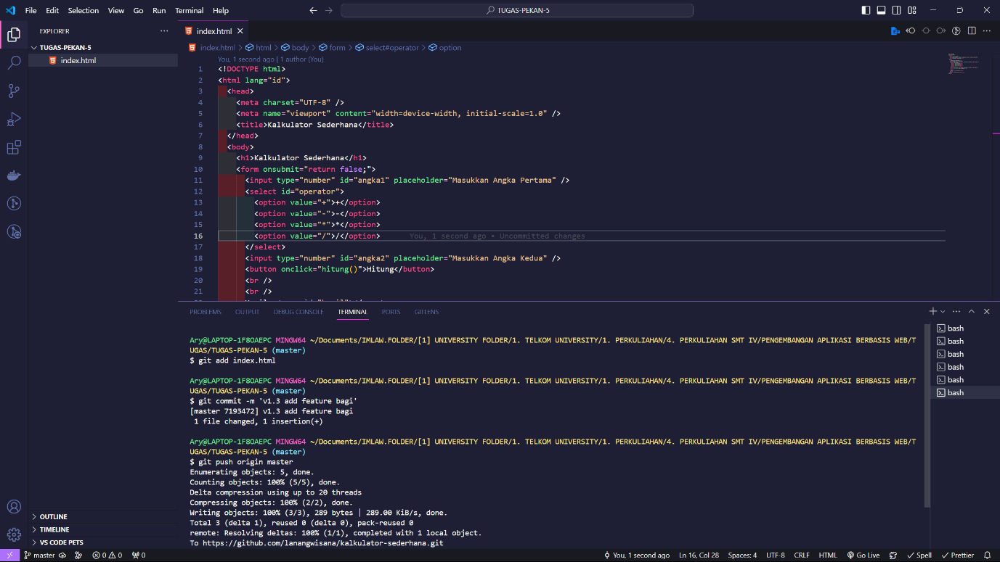 File Edit Selection View Go Run Terminal Help
TUGAS-PEKAN-5
EXPLORER
TUGAS-PEKAN-5
index.html
OUTLINE
TIMELINE
VS CODE PETS
index.html
index.html > html > body > form > select#operator > option
You, 1 second ago | 1 author (You)
1 <!DOCTYPE html>
2 <html lang="id">
3 <head>
4 <meta charset="UTF-8" />
5 <meta name="viewport" content="width=device-width, initial-scale=1.0" />
6 <title>Kalkulator Sederhana</title>
7 </head>
8 <body>
9 <h1>Kalkulator Sederhana</h1>
10 <form onsubmit="return false;">
11 <input type="number" id="angka1" placeholder="Masukkan Angka Pertama" />
12 <select id="operator">
13 <option value="+">+</option>
14 <option value="-">-</option>
15 <option value="*">*</option>
16 <option value="/">/</option> You, 1 second ago • Uncommitted changes
17 </select>
18 <input type="number" id="angka2" placeholder="Masukkan Angka Kedua" />
19 <button onclick="hitung()">Hitung</button>
20 <br />
21 <br />
PROBLEMS OUTPUT DEBUG CONSOLE TERMINAL PORTS GITLENS
Ary@LAPTOP-1F8OAEPC MINGW64 ~/Documents/IMLAW.FOLDER/[1] UNIVERSITY FOLDER/1. TELKOM UNIVERSITY/1. PERKULIAHAN/4. PERKULIAHAN SMT IV/PENGEMBANGAN APLIKASI BERBASIS WEB/T
UGAS/TUGAS-PEKAN-5 (master)
$ git add index.html
Ary@LAPTOP-1F8OAEPC MINGW64 ~/Documents/IMLAW.FOLDER/[1] UNIVERSITY FOLDER/1. TELKOM UNIVERSITY/1. PERKULIAHAN/4. PERKULIAHAN SMT IV/PENGEMBANGAN APLIKASI BERBASIS WEB/T
UGAS/TUGAS-PEKAN-5 (master)
$ git commit -m 'v1.3 add feature bagi'
[master 7193472] v1.3 add feature bagi
1 file changed, 1 insertion(+)
Ary@LAPTOP-1F8OAEPC MINGW64 ~/Documents/IMLAW.FOLDER/[1] UNIVERSITY FOLDER/1. TELKOM UNIVERSITY/1. PERKULIAHAN/4. PERKULIAHAN SMT IV/PENGEMBANGAN APLIKASI BERBASIS WEB/T
UGAS/TUGAS-PEKAN-5 (master)
$ git push origin master
Enumerating objects: 5, done.
Counting objects: 100% (5/5), done.
Delta compression using up to 20 threads
Compressing objects: 100% (2/2), done.
Writing objects: 100% (3/3), 289 bytes | 289.00 KiB/s, done.
Total 3 (delta 1), reused 0 (delta 0), pack-reused 0
remote: Resolving deltas: 100% (1/1), completed with 1 local object.
To https://github.com/lanangwisana/kalkulator-sederhana.git
bash
bash
bash
bash
bash
bash
master 0 0 0 You, 1 second ago Ln 16, Col 28 Spaces: 4 UTF-8 CRLF HTML Go Live Spell Prettier